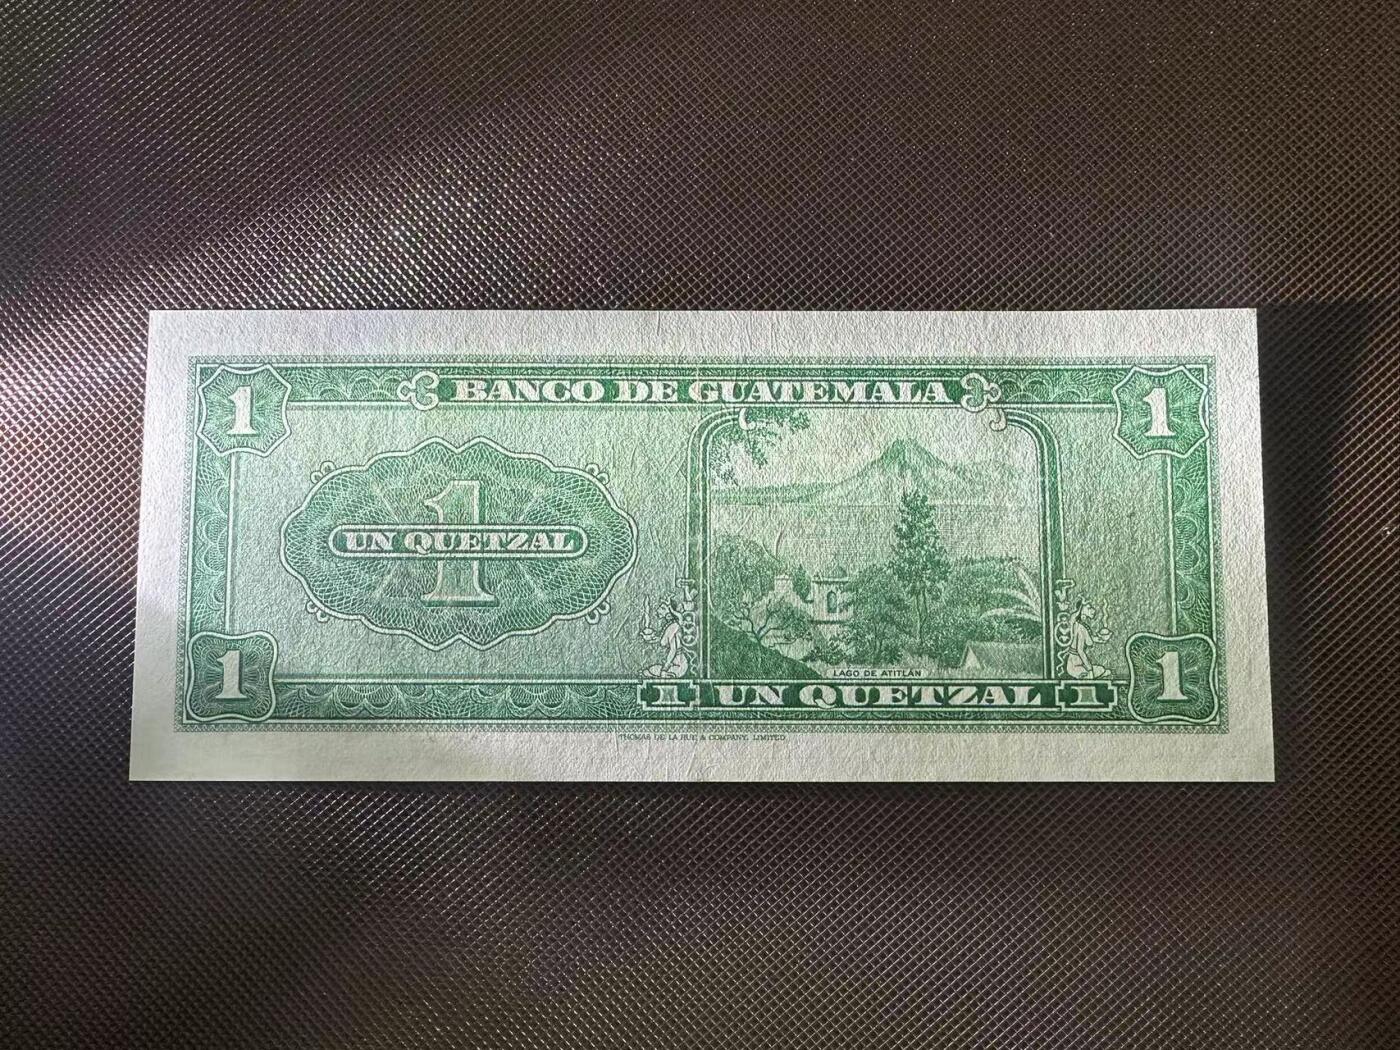 1 BANCO DE GUATEMALA 1
1
UN QUETZAL
LAGO DE ATITLÁN
1 1 UN QUETZAL 1 1
THOMAS DE LA RUE & COMPANY, LIMITED